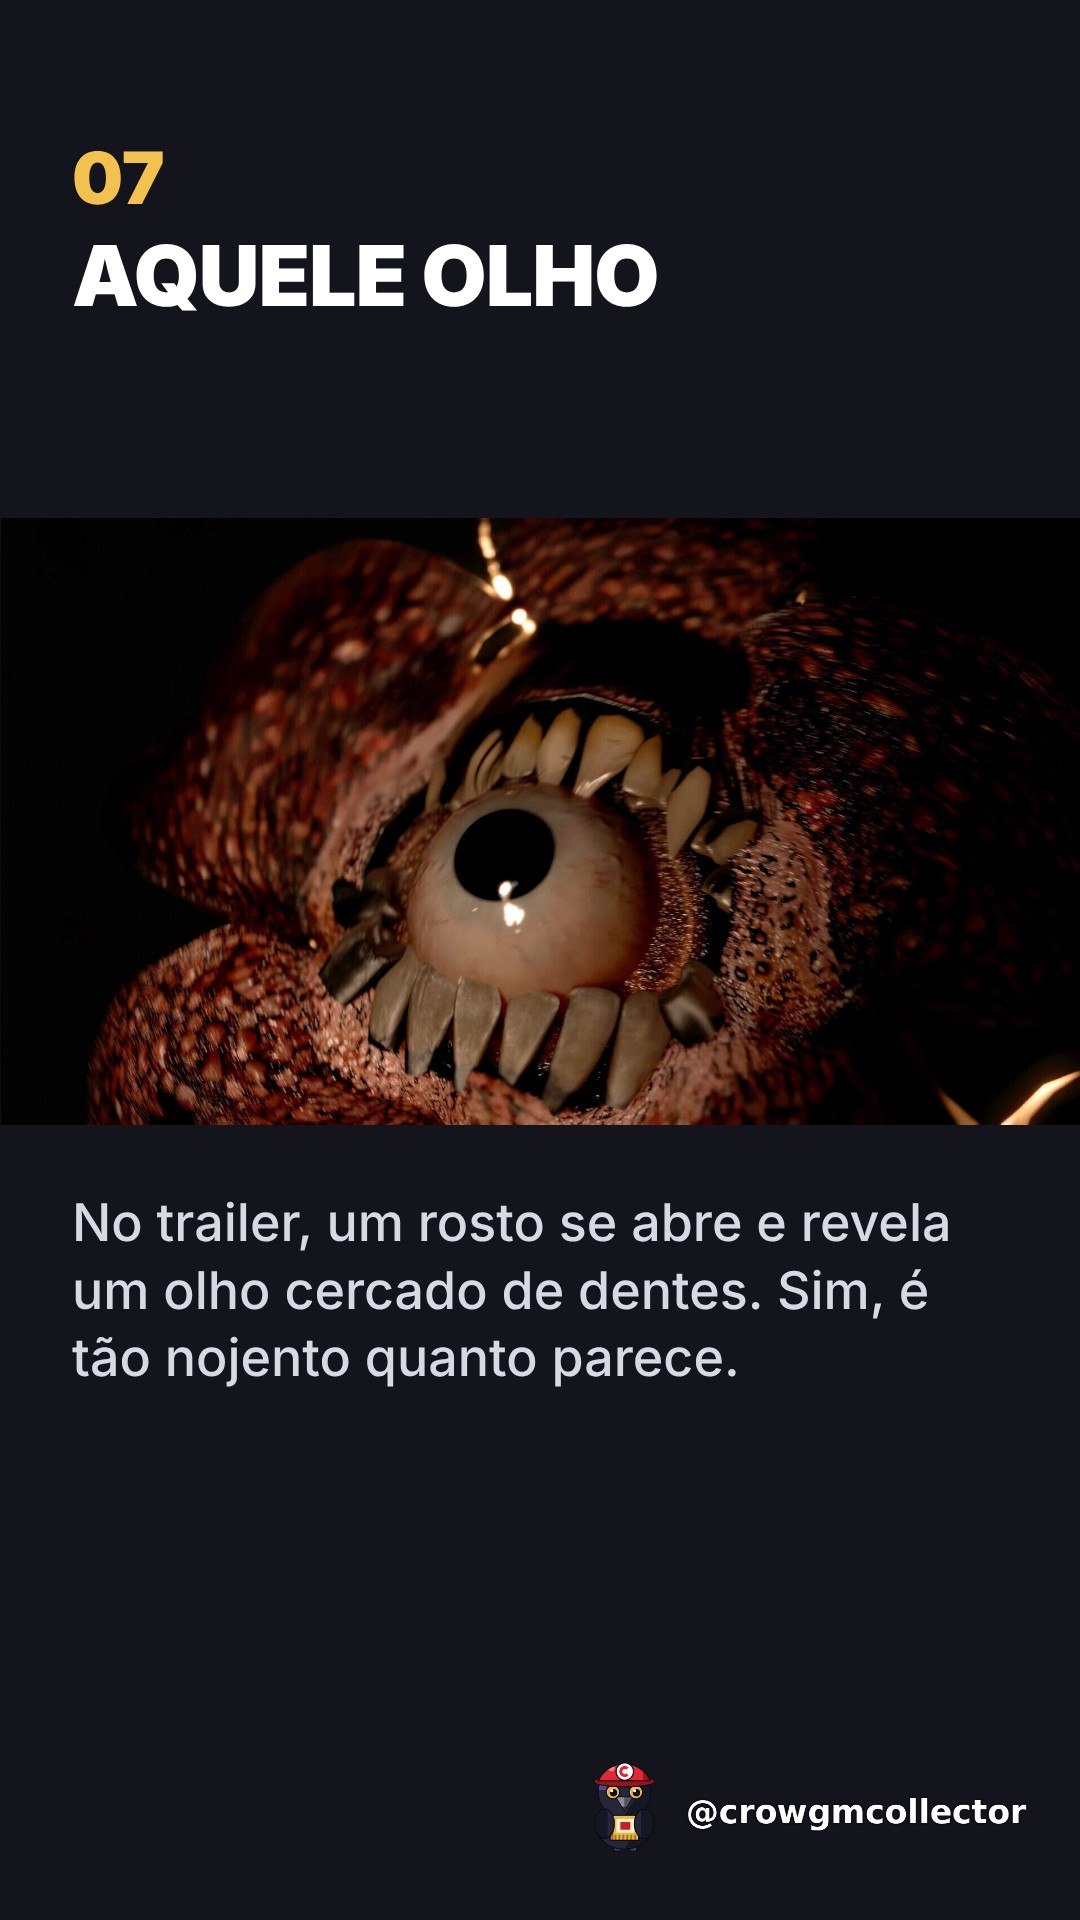 07
AQUELE OLHO
No trailer, um rosto se abre e revela
um olho cercado de dentes. Sim, é
tão nojento quanto parece.
C
@crowgmcollector